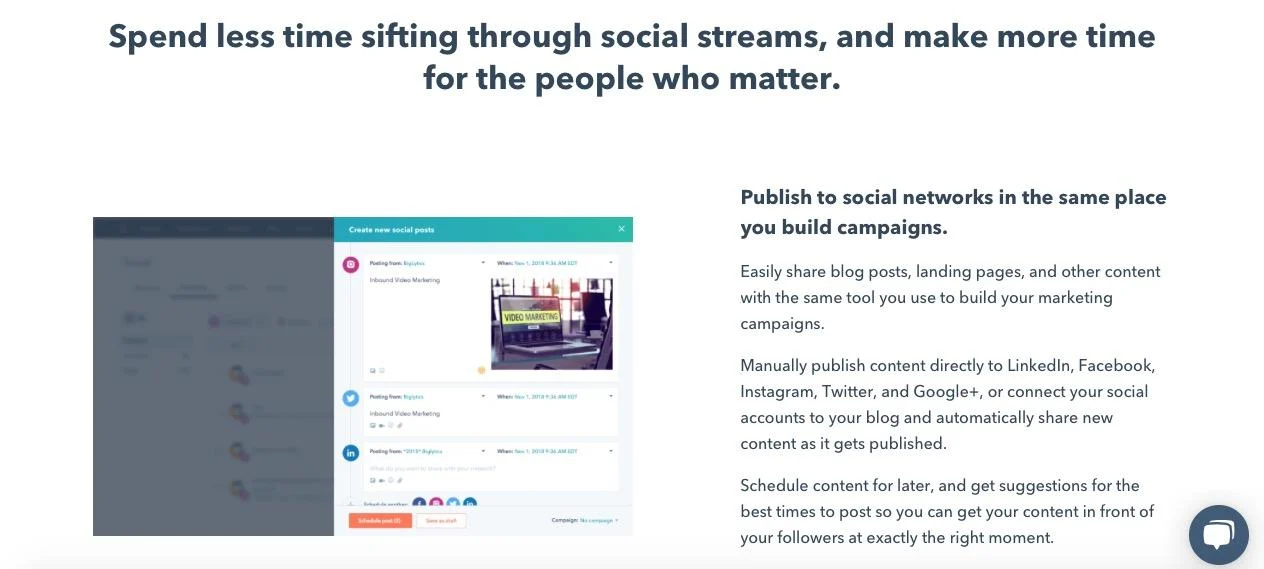 Spend less time sifting through social streams, and make more time
for the people who matter.
Publish to social networks in the same place
you build campaigns.
Easily share blog posts, landing pages, and other content
with the same tool you use to build your marketing
campaigns.
Manually publish content directly to LinkedIn, Facebook,
Instagram, Twitter, and Google+, or connect your social
accounts to your blog and automatically share new
content as it gets published.
Schedule content for later, and get suggestions for the
best times to post so you can get your content in front of
your followers at exactly the right moment.
Create new social posts
Posting from: Biglytics When: Nov 1, 2018 9:36 AM EDT
Inbound Video Marketing
VIDEO MARKETING
Posting from: Biglytics When: Nov 1, 2018 9:36 AM EDT
Inbound Video Marketing
Posting from: *2015* Biglytics When: Nov 1, 2018 9:36 AM EDT
What do you want to share with your network?
Schedule another:
Schedule post (3) Save as draft Campaign: No campaign